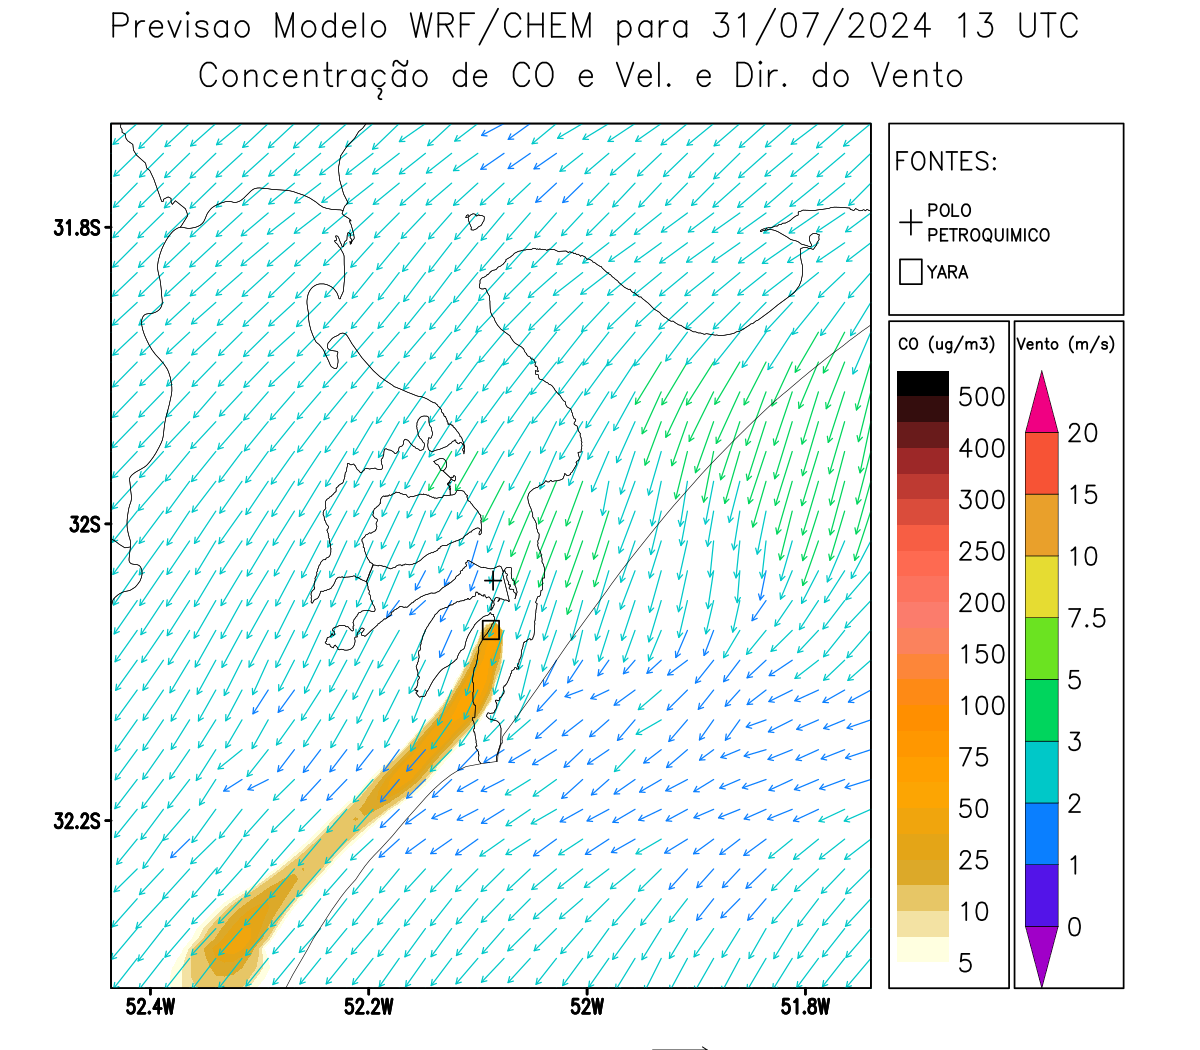 Previsao Modelo WRF/CHEM para 31/07/2024 13 UTC
Concentração de CO e Vel. e Dir. do Vento
FONTES:
POLO
PETROQUIMICO
YARA
31.8S
32S
32.2S
52.4W
52.2W
52W
51.8W
CO (ug/m3)
500
400
300
250
200
150
100
75
50
25
10
5
Vento (m/s)
20
15
10
7.5
5
3
2
1
0